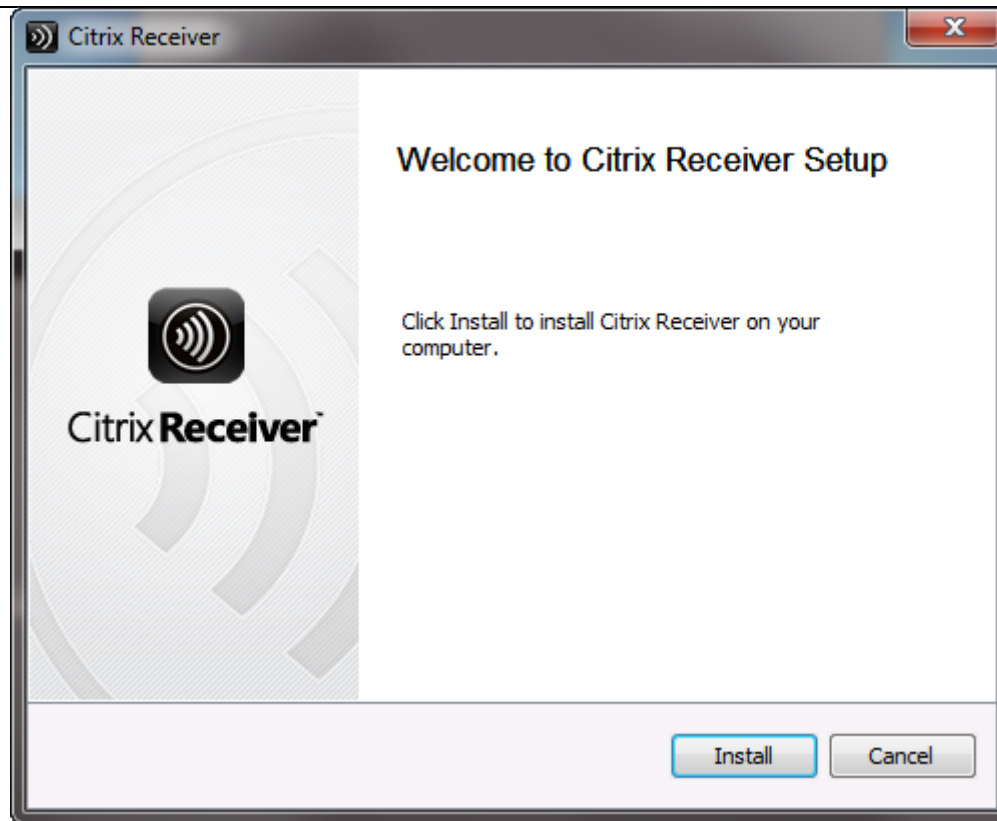 Citrix Receiver
Welcome to Citrix Receiver Setup
Click Install to install Citrix Receiver on your
computer.
Citrix Receiver™
Install
Cancel